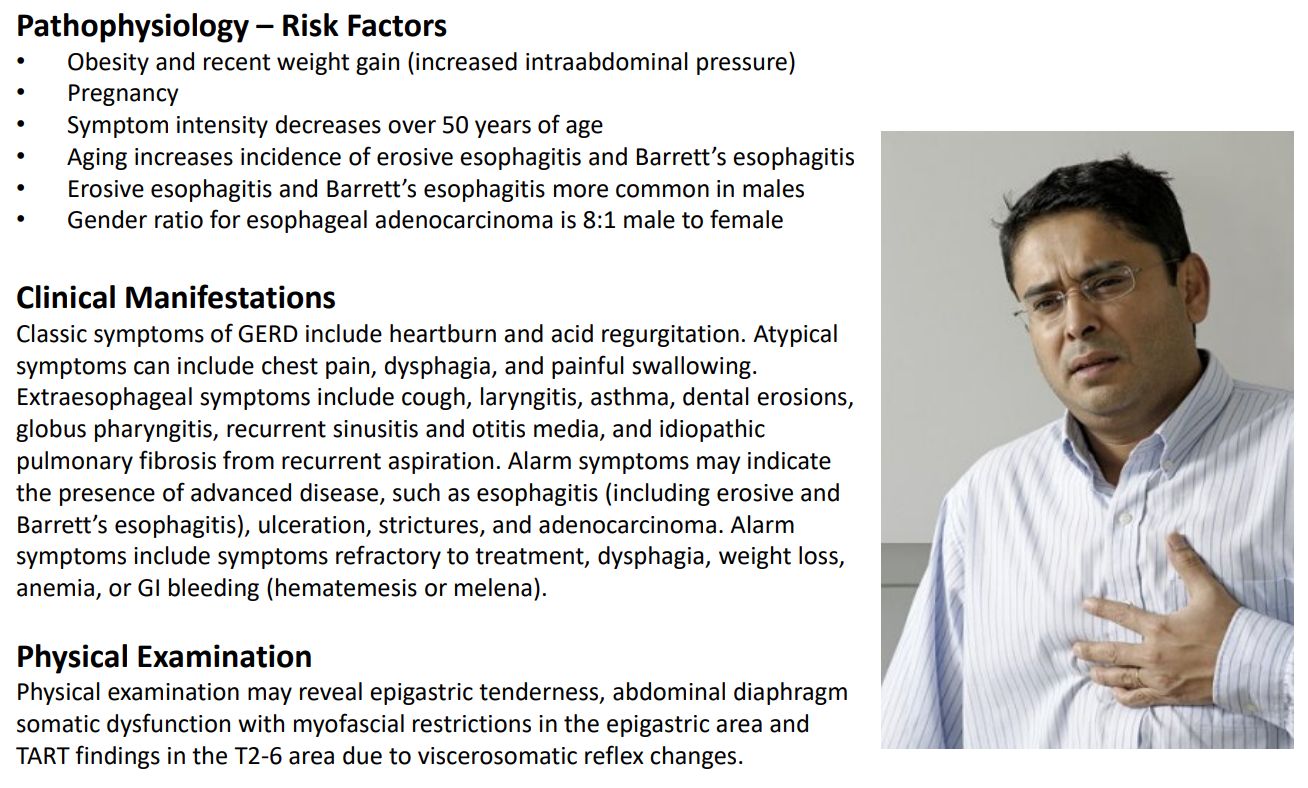 Pathophysiology – Risk Factors
• Obesity and recent weight gain (increased intraabdominal pressure)
• Pregnancy
• Symptom intensity decreases over 50 years of age
• Aging increases incidence of erosive esophagitis and Barrett’s esophagitis
• Erosive esophagitis and Barrett’s esophagitis more common in males
• Gender ratio for esophageal adenocarcinoma is 8:1 male to female
Clinical Manifestations
Classic symptoms of GERD include heartburn and acid regurgitation. Atypical
symptoms can include chest pain, dysphagia, and painful swallowing.
Extraesophageal symptoms include cough, laryngitis, asthma, dental erosions,
globus pharyngitis, recurrent sinusitis and otitis media, and idiopathic
pulmonary fibrosis from recurrent aspiration. Alarm symptoms may indicate
the presence of advanced disease, such as esophagitis (including erosive and
Barrett’s esophagitis), ulceration, strictures, and adenocarcinoma. Alarm
symptoms include symptoms refractory to treatment, dysphagia, weight loss,
anemia, or GI bleeding (hematemesis or melena).
Physical Examination
Physical examination may reveal epigastric tenderness, abdominal diaphragm
somatic dysfunction with myofascial restrictions in the epigastric area and
TART findings in the T2-6 area due to viscerosomatic reflex changes.